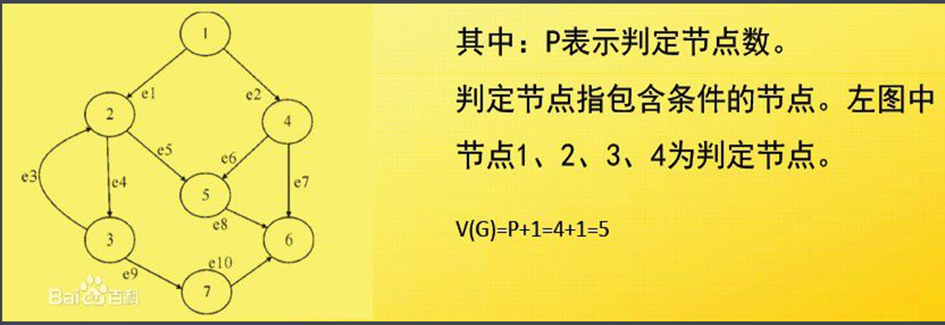 1
其中：P表示判定节点数。
e1
e2
判定节点指包含条件的节点。左图中
2
4
节点1、2、3、4为判定节点。
e5
e6
e3
e4
e7
5
e8
V(G)=P+1=4+1=5
3
6
e9
e10
7
Bai du 百科